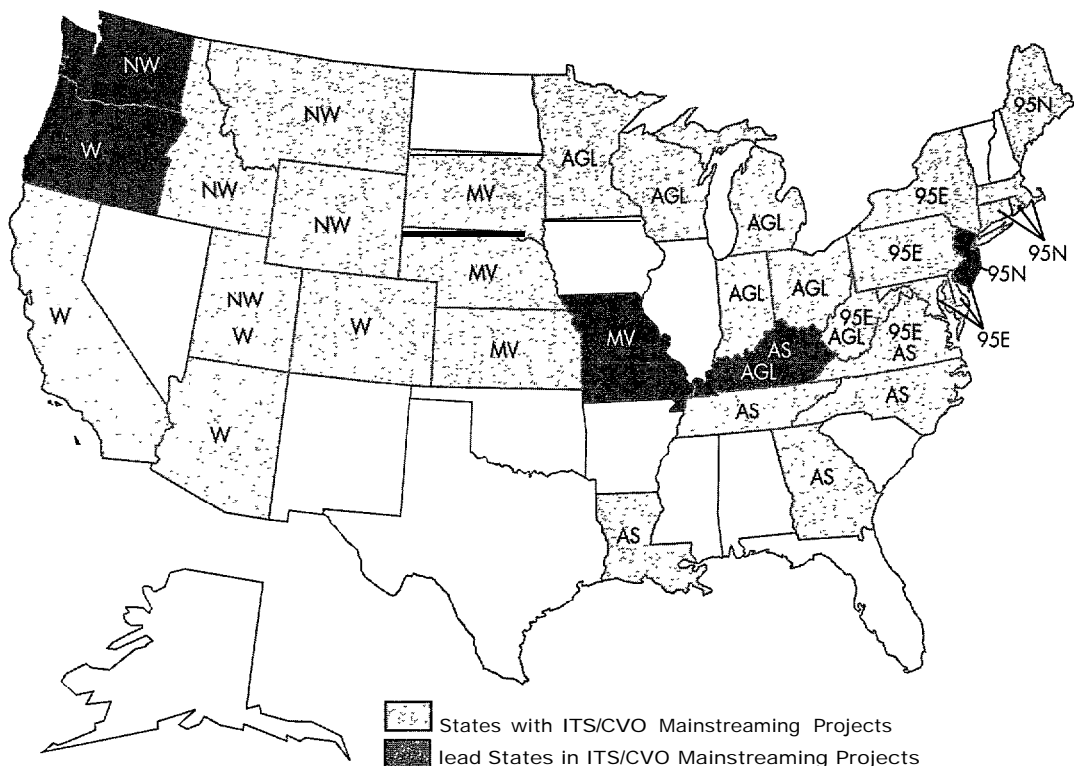 NW
W
NW
NW
NW
NW
W
W
W
W
MV
MV
MV
MV
AGL
AGL
AGL
AGL
AGL
AS
AGL
AS
AS
AS
AS
95E
AGL
95E
AS
95E
95E
95N
95N
95N
95E
States with ITS/CVO Mainstreaming Projects
lead States in ITS/CVO Mainstreaming Projects